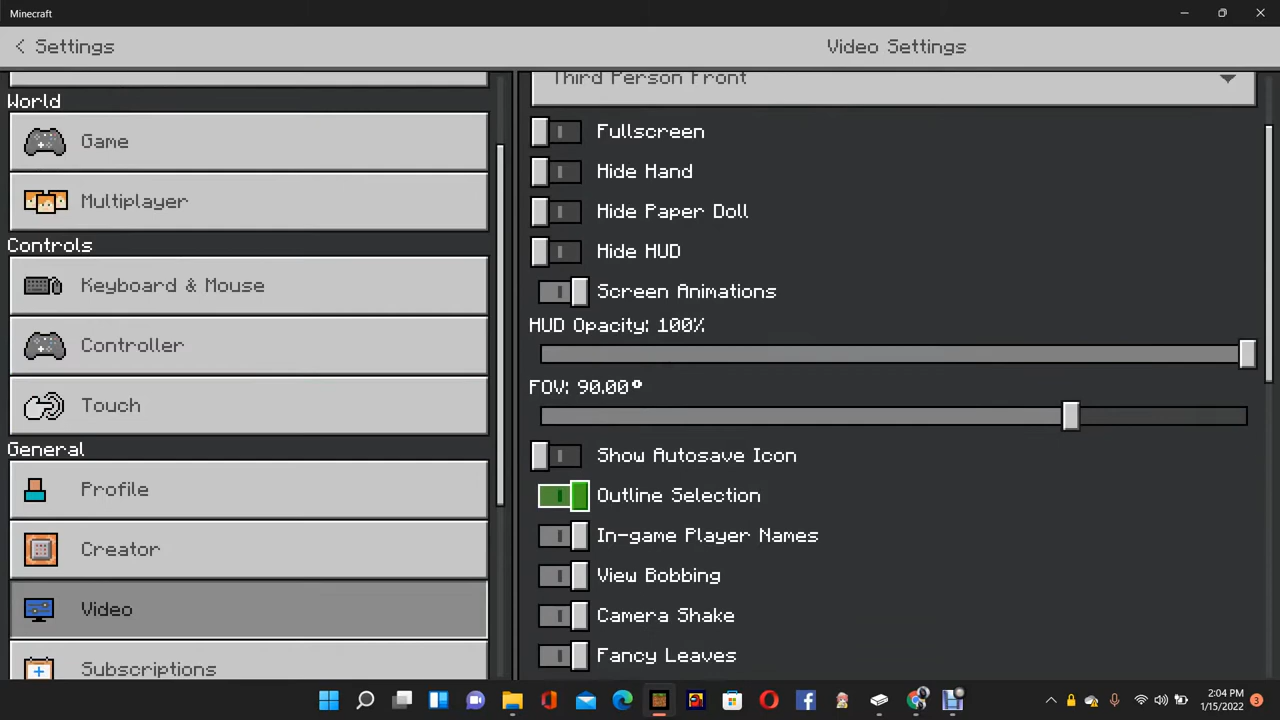 Minecraft
Settings
Video Settings
World
Game
Multiplayer
Controls
Keyboard & Mouse
Controller
Touch
General
Profile
Creator
Video
Subscriptions
Third Person Front
Fullscreen
Hide Hand
Hide Paper Doll
Hide HUD
Screen Animations
HUD Opacity: 100%
FOV: 90.00°
Show Autosave Icon
Outline Selection
In-game Player Names
View Bobbing
Camera Shake
Fancy Leaves
2:04 PM
1/15/2022
3